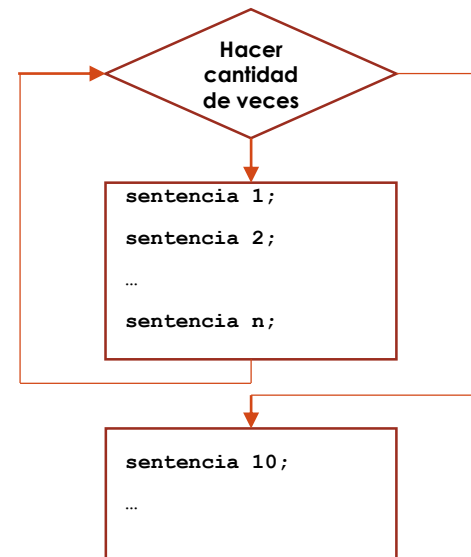 Hacer
cantidad
de veces
sentencia 1;
sentencia 2;
…
sentencia n;
sentencia 10;
…